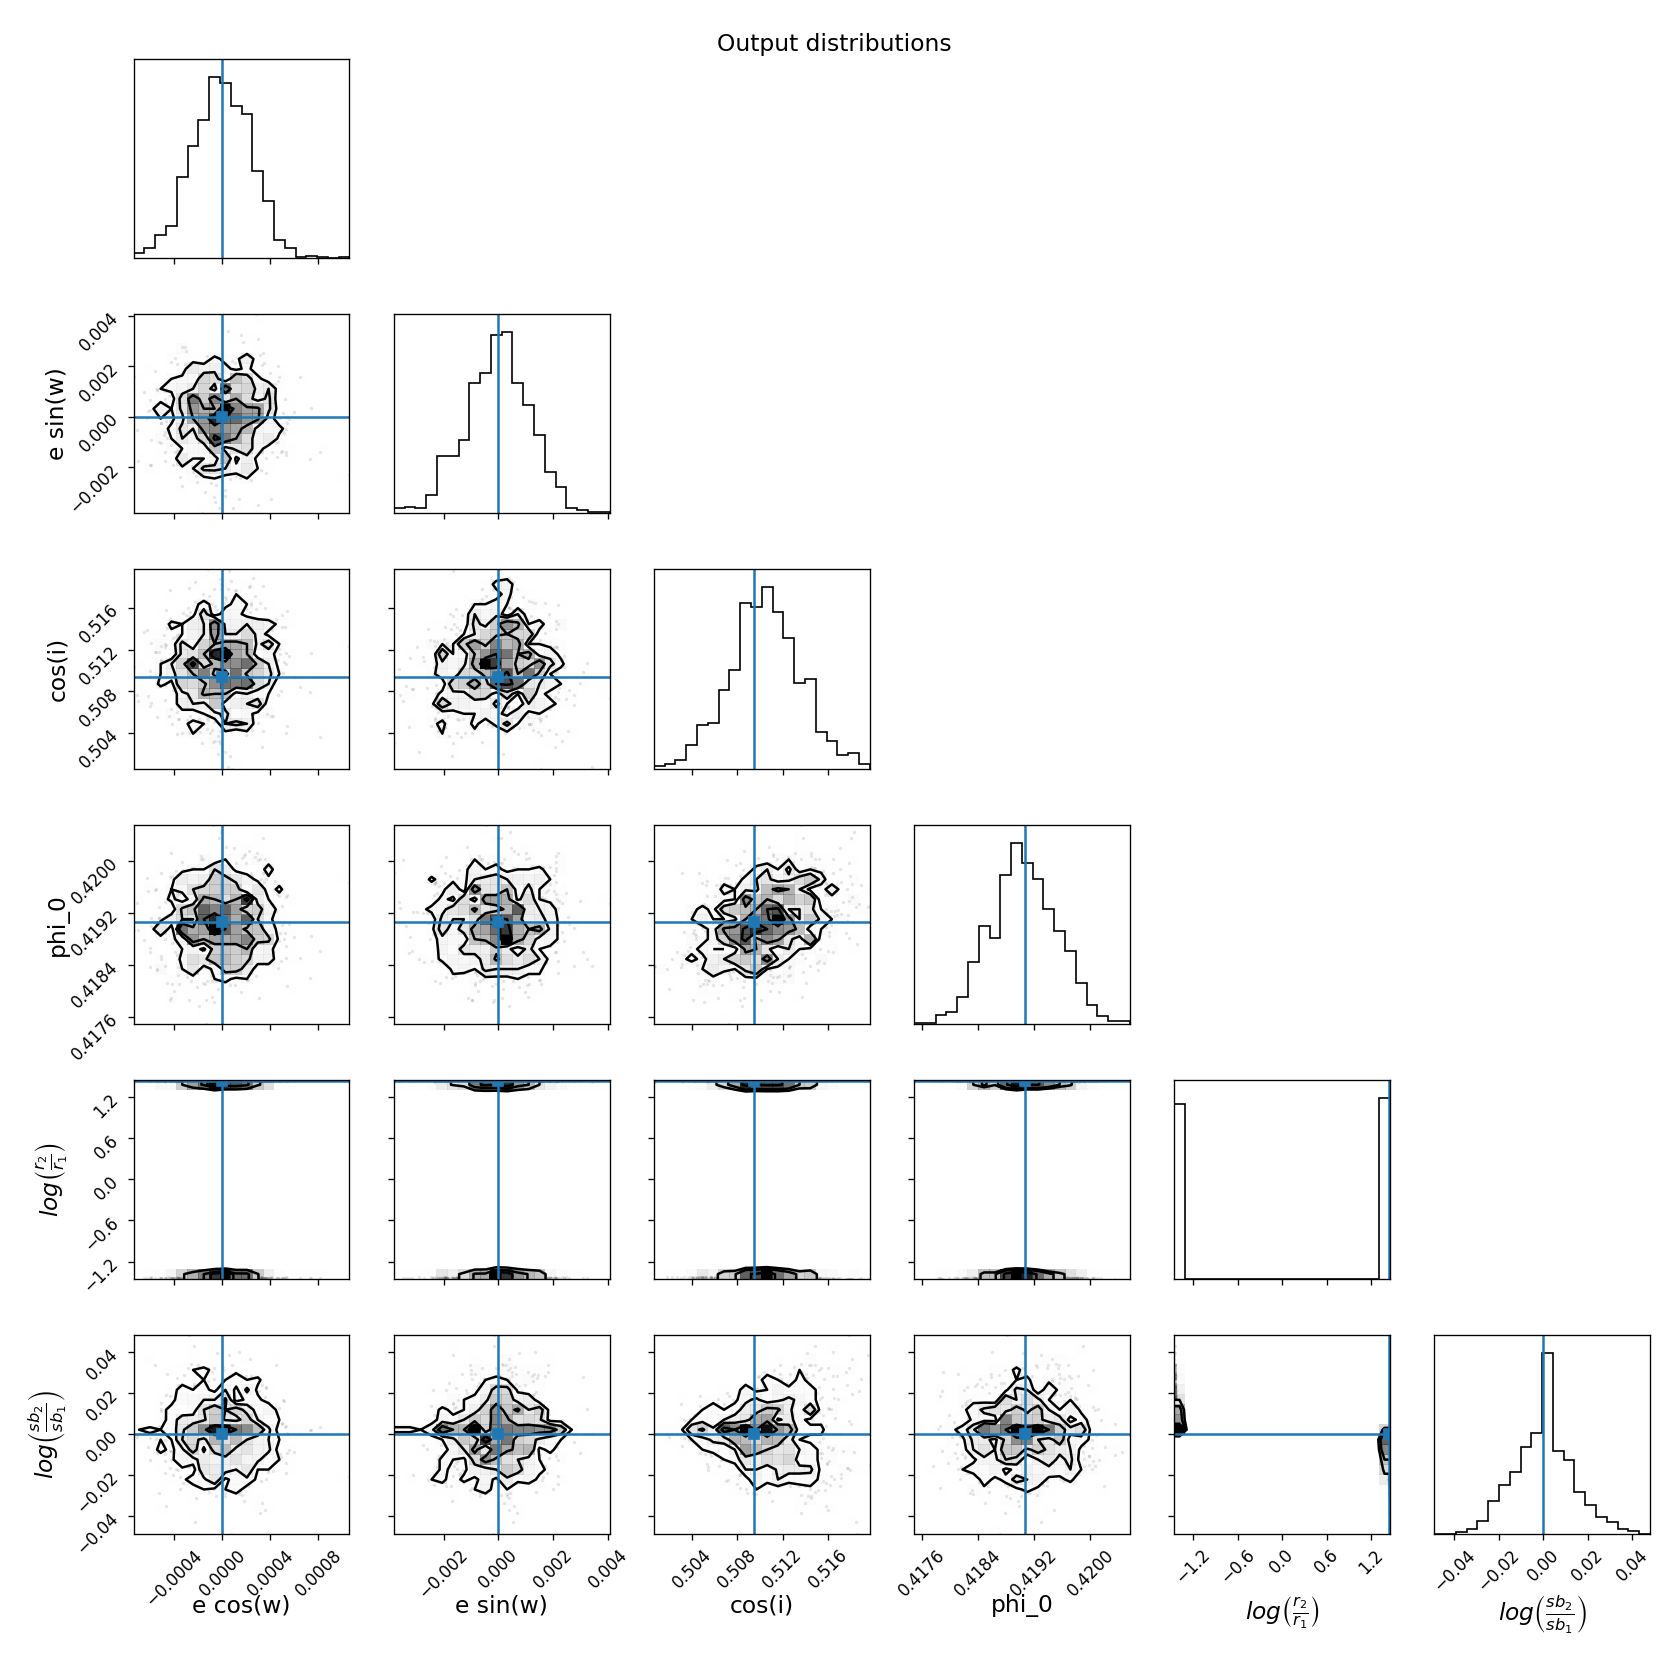 Output distributions
e sin(w)
0.004
0.002
0.000
−0.002
cos(i)
0.516
0.512
0.508
0.504
phi_0
0.4200
0.4192
0.4184
0.4176
log(r₂/r₁)
1.2
0.6
0.0
−0.6
−1.2
log(sb₂/sb₁)
0.04
0.02
0.00
−0.02
−0.04
−0.0004 0.0000 0.0004 0.0008 −0.002 0.000 0.002 0.004 0.504 0.508 0.512 0.516 0.4176 0.4184 0.4192 0.4200 −1.2 −0.6 0.0 0.6 1.2 −0.04 −0.02 0.00 0.02 0.04
e cos(w) e sin(w) cos(i) phi_0 log(r₂/r₁) log(sb₂/sb₁)